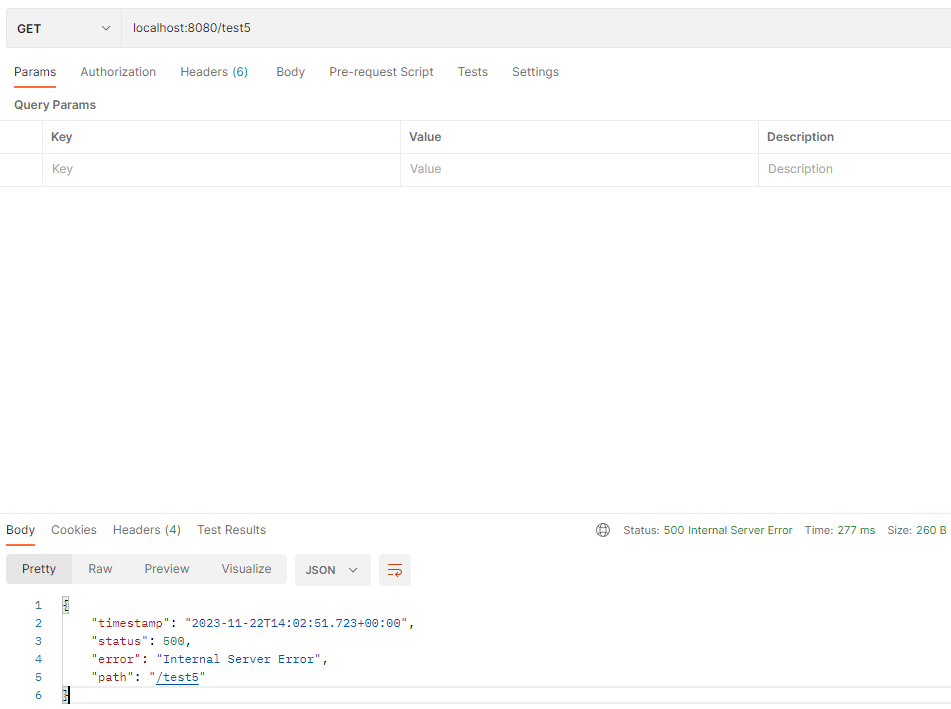 GET localhost:8080/test5
Params Authorization Headers (6) Body Pre-request Script Tests Settings
Query Params
Key Value Description
Key Value Description
Body Cookies Headers (4) Test Results Status: 500 Internal Server Error Time: 277 ms Size: 260 B
Pretty Raw Preview Visualize JSON
1 {
2 "timestamp": "2023-11-22T14:02:51.723+00:00",
3 "status": 500,
4 "error": "Internal Server Error",
5 "path": "/test5"
6 }